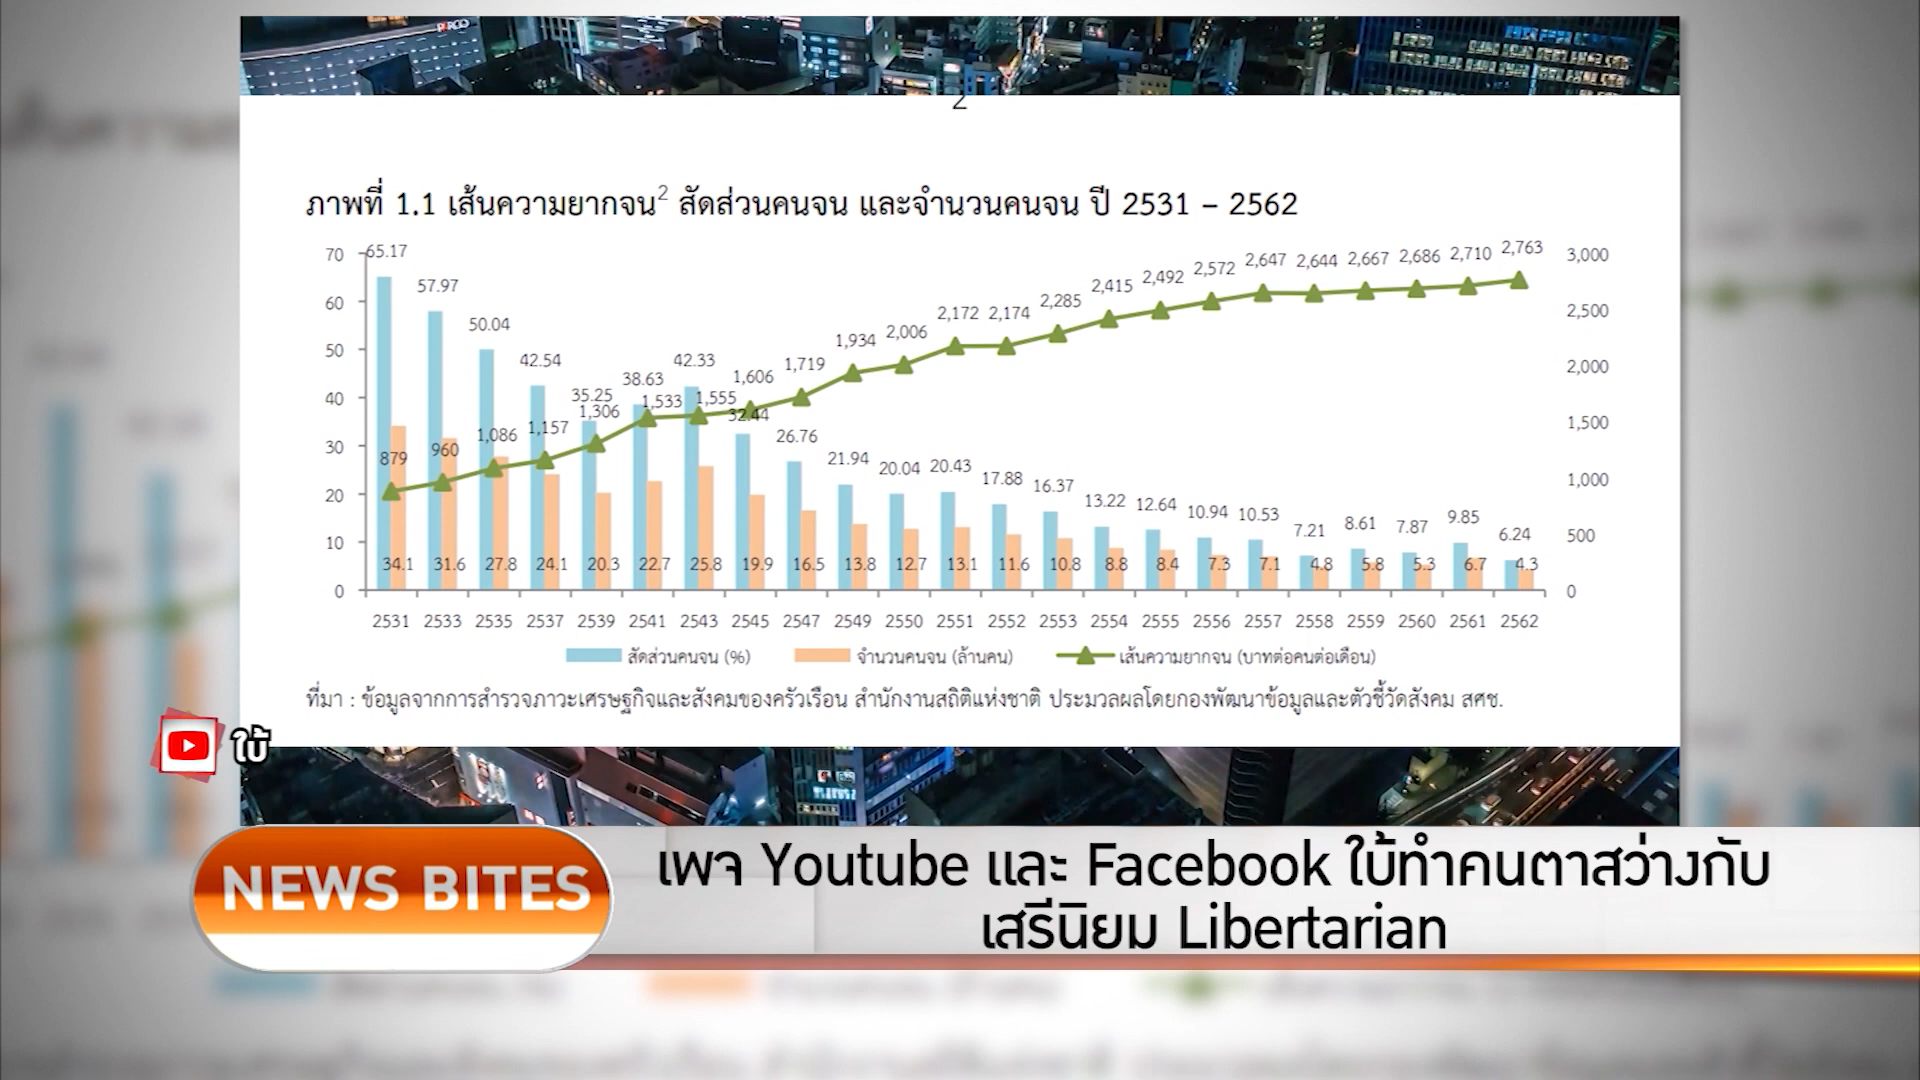 PARCO
2
ภาพที่ 1.1 เส้นความยากจน2 สัดส่วนคนจน และจำนวนคนจน ปี 2531 – 2562
70 60 50 40 30 20 10 0
3,000 2,500 2,000 1,500 1,000 500 0
65.17 57.97 50.04 42.54 35.25 38.63 42.33 32.44 26.76 21.94 20.04 20.43 17.88 16.37 13.22 12.64 10.94 10.53 7.21 8.61 7.87 9.85 6.24
879 960 1,086 1,157 1,306 1,533 1,555 1,606 1,719 1,934 2,006 2,172 2,174 2,285 2,415 2,492 2,572 2,647 2,644 2,667 2,686 2,710 2,763
34.1 31.6 27.8 24.1 20.3 22.7 25.8 19.9 16.5 13.8 12.7 13.1 11.6 10.8 8.8 8.4 7.3 7.1 4.8 5.8 5.3 6.7 4.3
2531 2533 2535 2537 2539 2541 2543 2545 2547 2549 2550 2551 2552 2553 2554 2555 2556 2557 2558 2559 2560 2561 2562
สัดส่วนคนจน (%) จำนวนคนจน (ล้านคน) เส้นความยากจน (บาทต่อคนต่อเดือน)
ที่มา : ข้อมูลจากการสำรวจภาวะเศรษฐกิจและสังคมของครัวเรือน สำนักงานสถิติแห่งชาติ ประมวลผลโดยกองพัฒนาข้อมูลและตัวชี้วัดสังคม สศช.
ใบ้
NEWS BITES
เพจ Youtube และ Facebook ใบ้ทำคนตาสว่างกับ
เสรีนิยม Libertarian